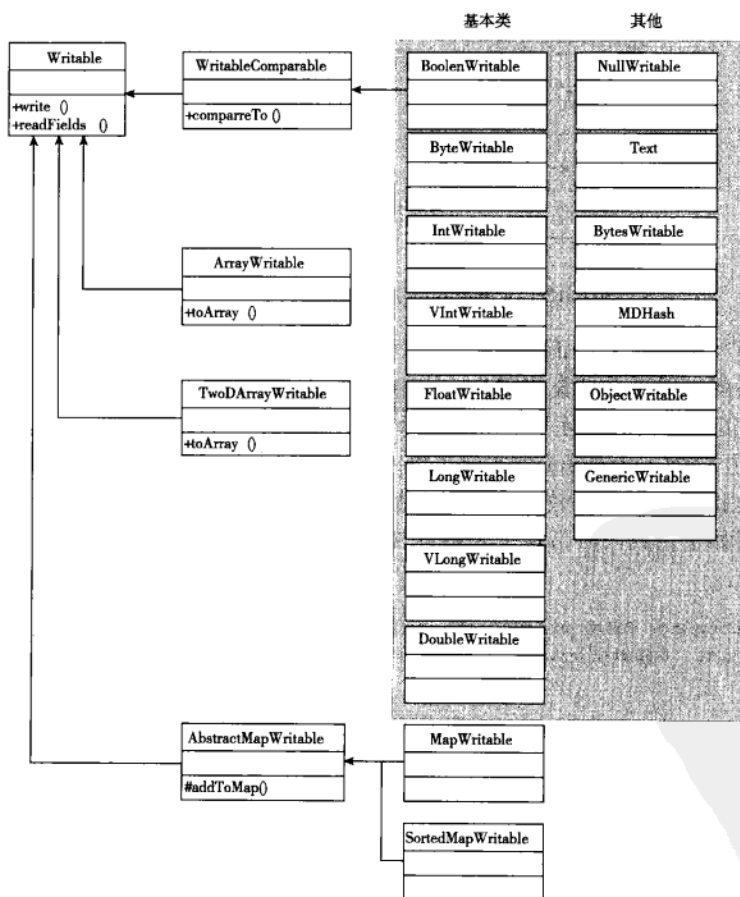 基本类 其他
Writable
+write ()
+readFields ()
WritableComparable
+comparreTo ()
BoolenWritable
NullWritable
ByteWritable
Text
IntWritable
BytesWritable
ArrayWritable
+toArray ()
VIntWritable
MDHash
TwoDArrayWritable
+toArray ()
FloatWritable
ObjectWritable
LongWritable
GenericWritable
VLongWritable
DoubleWritable
AbstractMapWritable
#addToMap()
MapWritable
SortedMapWritable